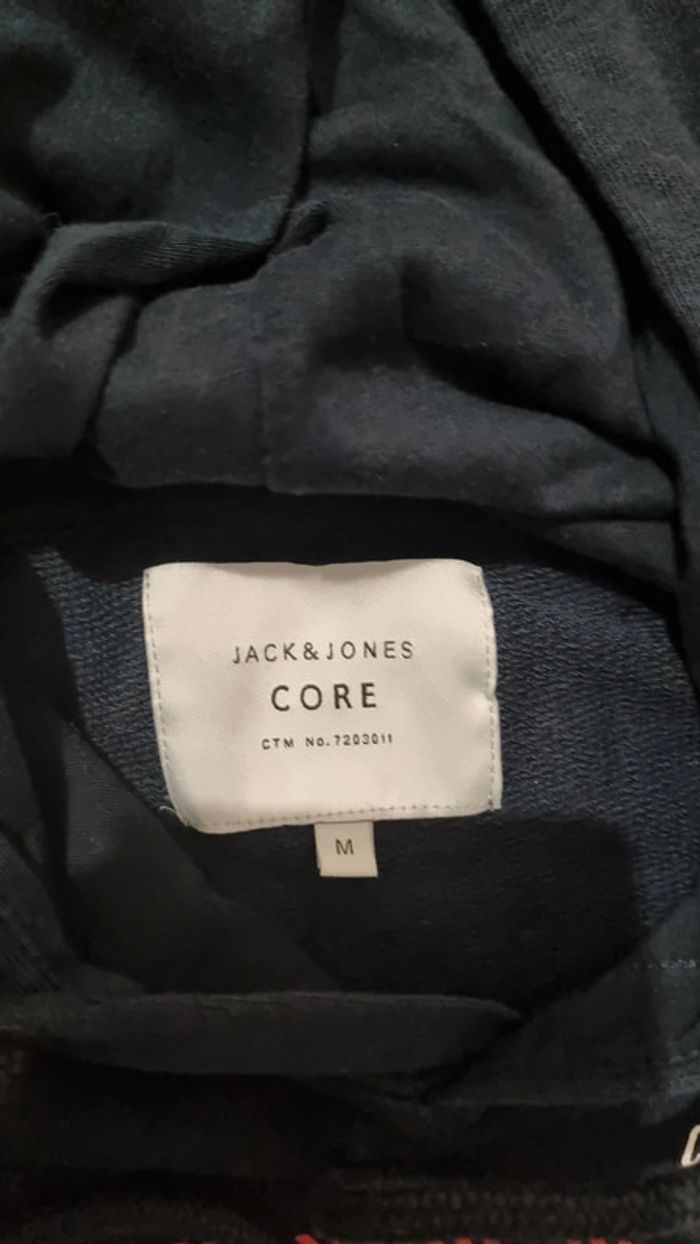 JACK&JONES
CORE
CTM No.7203011
M